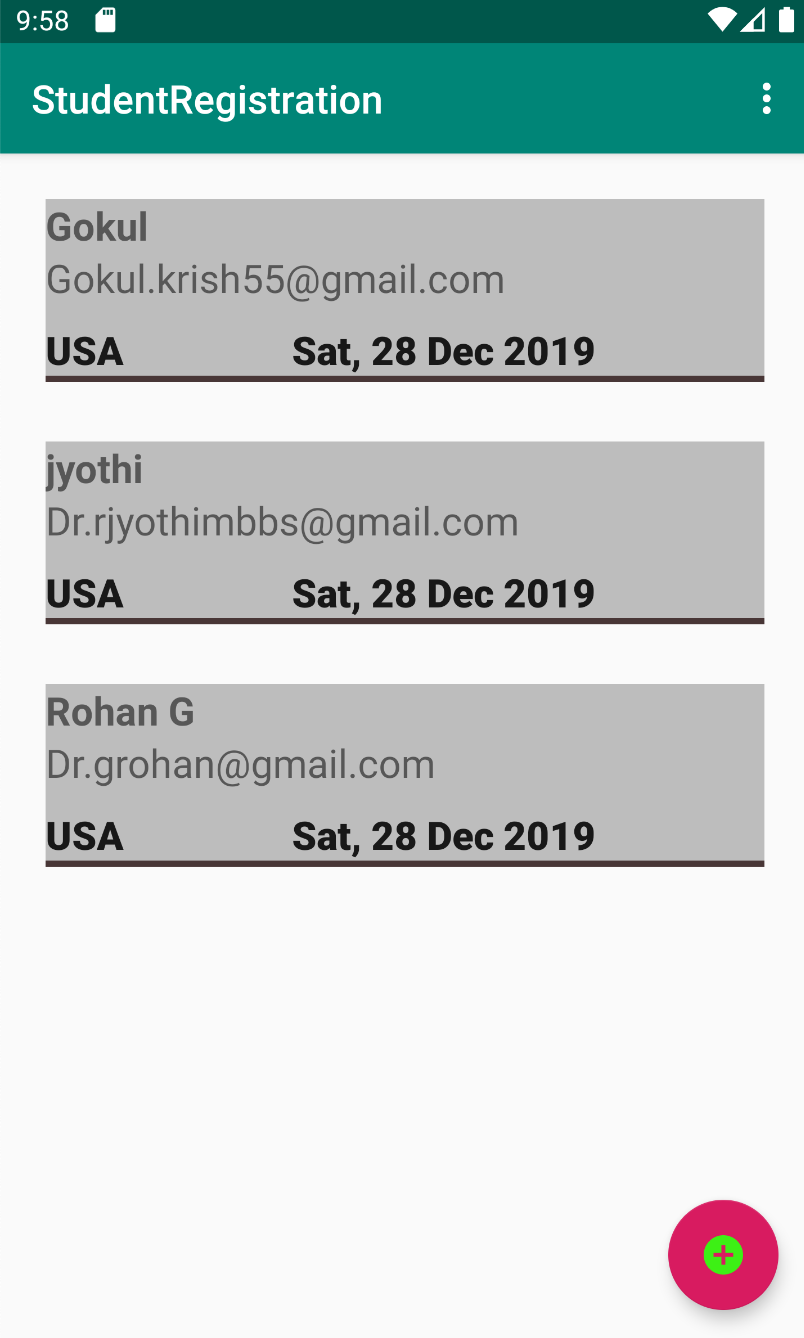 9:58
StudentRegistration
Gokul
Gokul.krish55@gmail.com
USA Sat, 28 Dec 2019
jyothi
Dr.rjyothimbbs@gmail.com
USA Sat, 28 Dec 2019
Rohan G
Dr.grohan@gmail.com
USA Sat, 28 Dec 2019